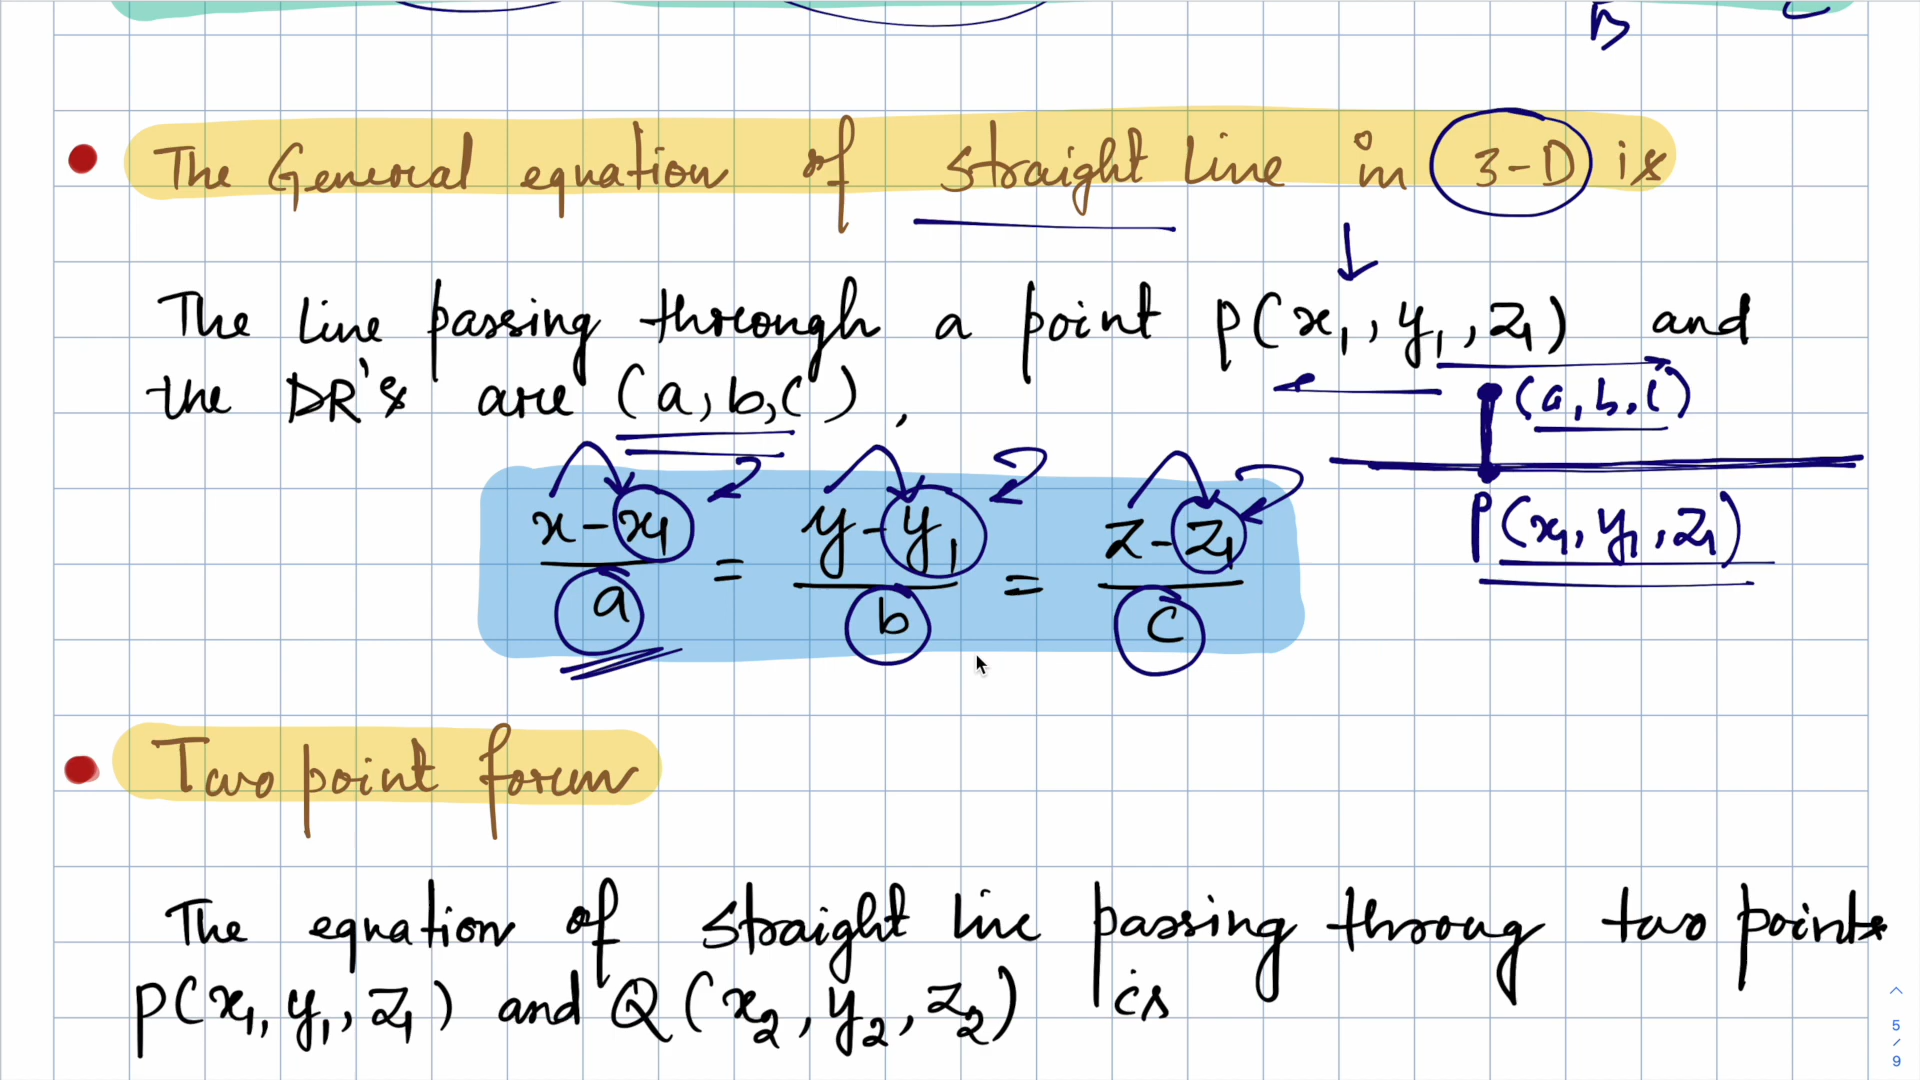 B C
• The General equation of straight line in 3-D is
The line passing through a point P(x₁, y₁, z₁) and
the DR's are (a, b, c),
(a, b, c)
(x - x₁)/a = (y - y₁)/b = (z - z₁)/c
P(x₁, y₁, z₁)
• Two point form
The equation of straight line passing throug two points
P(x₁, y₁, z₁) and Q(x₂, y₂, z₂) is
5
/
9